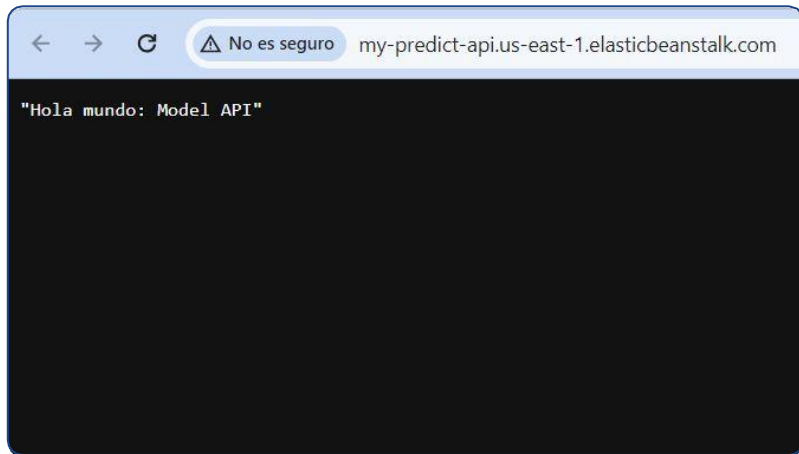 No es seguro my-predict-api.us-east-1.elasticbeanstalk.com
"Hola mundo: Model API"